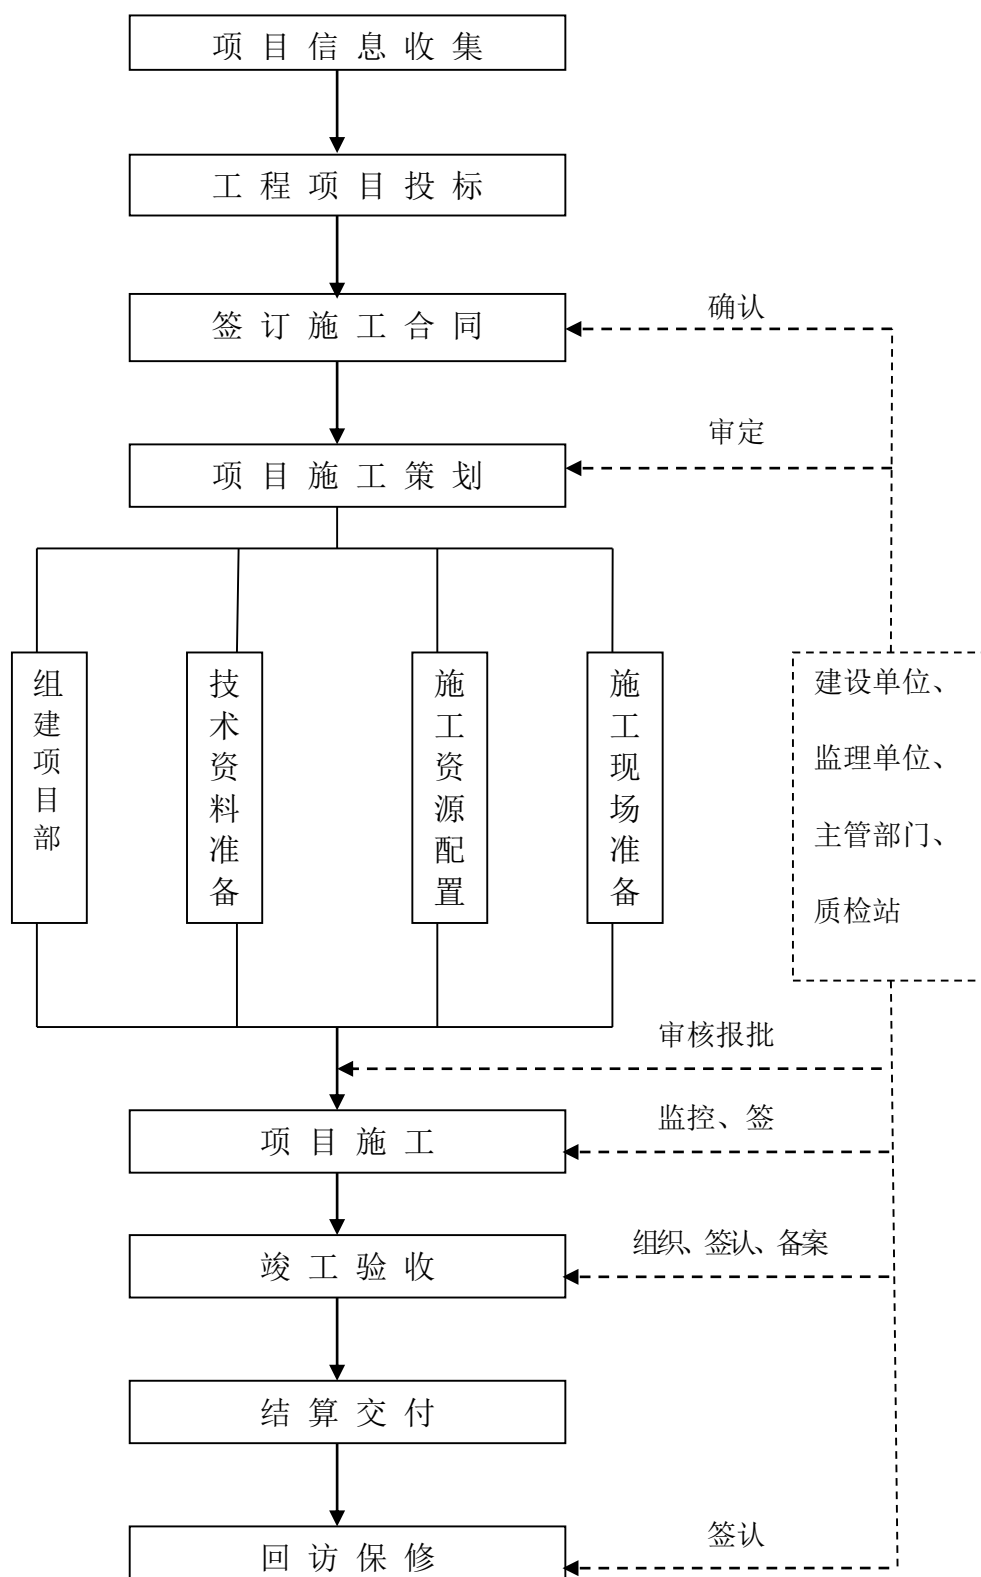 项目信息收集
工程项目投标
签订施工合同
确认
项目施工策划
审定
组建项目部
技术资料准备
施工资源配置
施工现场准备
建设单位、
监理单位、
主管部门、
质检站
审核报批
项目施工
监控、签
竣工验收
组织、签认、备案
结算交付
回访保修
签认